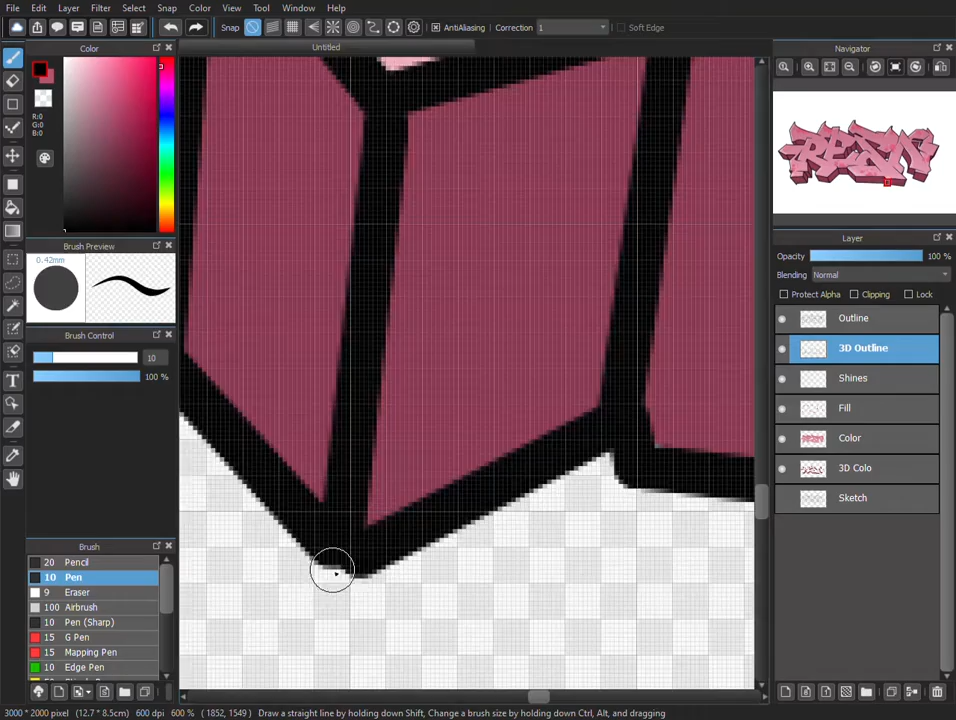 File Edit Layer Filter Select Snap Color View Tool Window Help
Snap AntiAliasing Correction 1 Soft Edge
Color Untitled Navigator
R:0
G:0
B:0
Brush Preview
0.42mm
Brush Control
10
100 %
Brush
20 Pencil
10 Pen
9 Eraser
100 Airbrush
10 Pen (Sharp)
15 G Pen
15 Mapping Pen
10 Edge Pen
Layer
Opacity 100 %
Blending Normal
Protect Alpha Clipping Lock
Outline
3D Outline
Shines
Fill
Color
3D Colo
Sketch
3000 * 2000 pixel (12.7 * 8.5cm) 600 dpi 600 % ( 1852, 1549 ) Draw a straight line by holding down Shift, Change a brush size by holding down Ctrl, Alt, and dragging